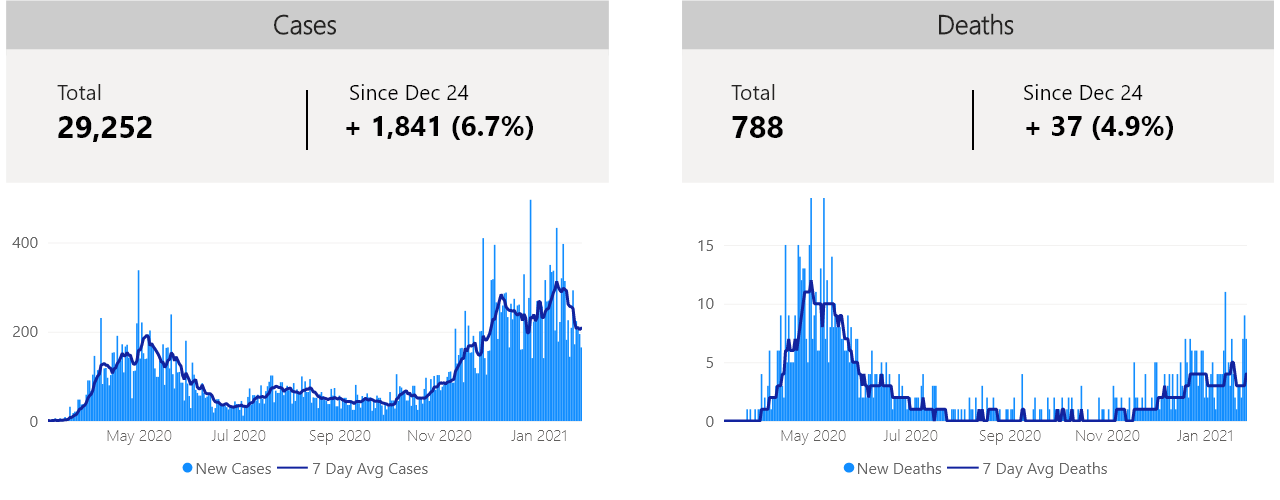 Cases
Total
29,252
Since Dec 24
+ 1,841 (6.7%)
400
200
0
May 2020 Jul 2020 Sep 2020 Nov 2020 Jan 2021
New Cases 7 Day Avg Cases
Deaths
Total
788
Since Dec 24
+ 37 (4.9%)
15
10
5
0
May 2020 Jul 2020 Sep 2020 Nov 2020 Jan 2021
New Deaths 7 Day Avg Deaths